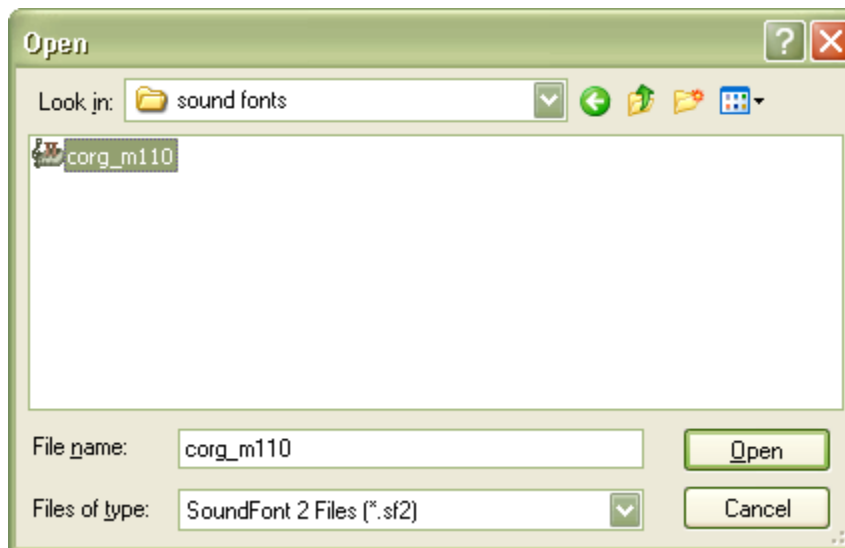 Open
Look in: sound fonts
corg_m110
File name: corg_m110 Open
Files of type: SoundFont 2 Files (*.sf2) Cancel